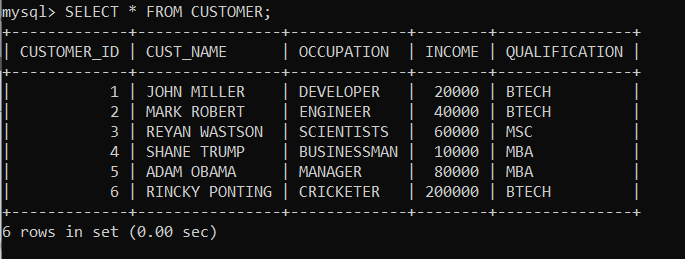 mysql> SELECT * FROM CUSTOMER;
+-------------+---------------+-------------+--------+---------------+
| CUSTOMER_ID | CUST_NAME     | OCCUPATION  | INCOME | QUALIFICATION |
+-------------+---------------+-------------+--------+---------------+
|           1 | JOHN MILLER   | DEVELOPER   |  20000 | BTECH         |
|           2 | MARK ROBERT   | ENGINEER    |  40000 | BTECH         |
|           3 | REYAN WASTSON | SCIENTISTS  |  60000 | MSC           |
|           4 | SHANE TRUMP   | BUSINESSMAN |  10000 | MBA           |
|           5 | ADAM OBAMA    | MANAGER     |  80000 | MBA           |
|           6 | RINCKY PONTING | CRICKETER  | 200000 | BTECH         |
+-------------+---------------+-------------+--------+---------------+
6 rows in set (0.00 sec)